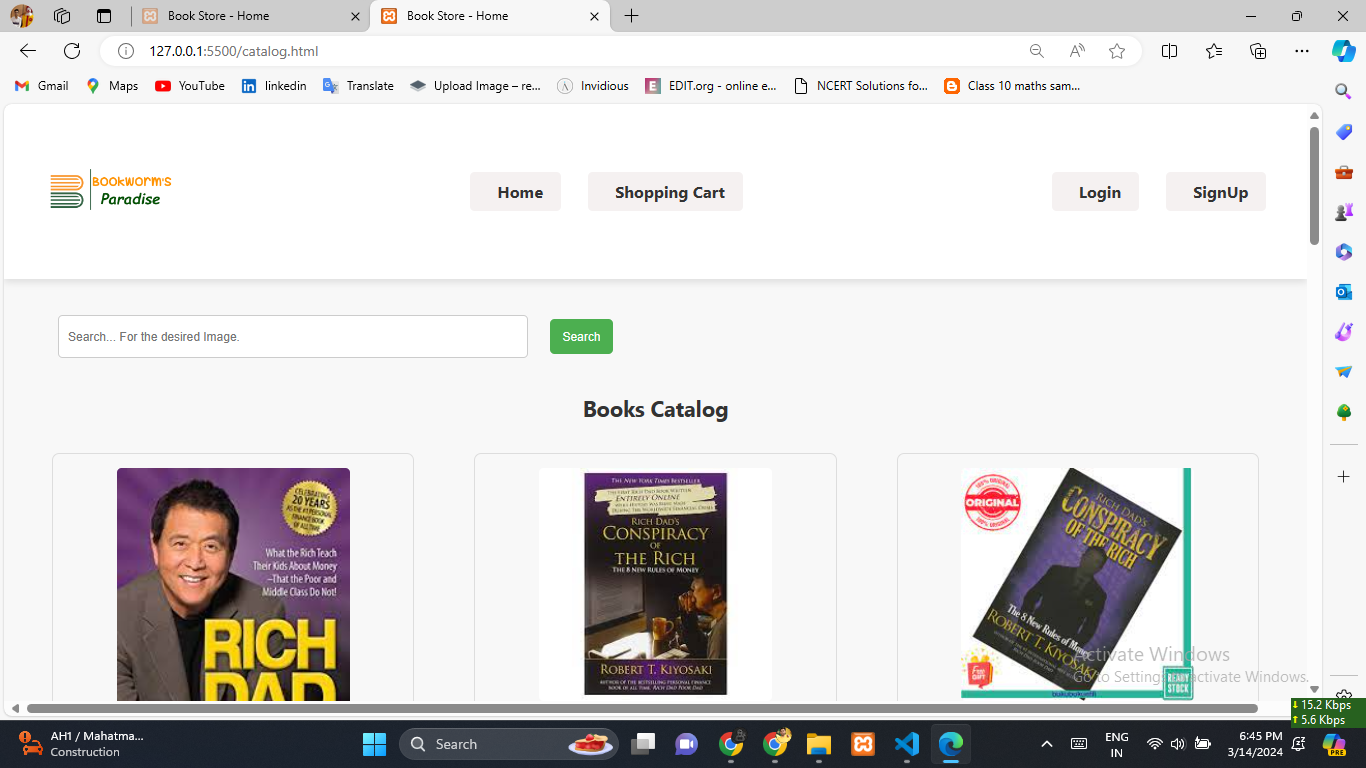 Book Store - Home
Book Store - Home
127.0.0.1:5500/catalog.html
Gmail
Maps
YouTube
linkedin
Translate
Upload Image – re...
Invidious
EDIT.org - online e...
NCERT Solutions fo...
Class 10 maths sam...
BOOKWORM'S
Paradise
Home
Shopping Cart
Login
SignUp
Search... For the desired Image.
Search
Books Catalog
CELEBRATING
20 YEARS
AS THE #1 PERSONAL
FINANCE BOOK
OF ALL TIME
What the Rich Teach
Their Kids About Money
–That the Poor and
Middle Class Do Not!
RICH
DAD
THE NEW YORK TIMES BESTSELLER
ENTIRELY ONLINE
RICH DAD'S
CONSPIRACY
OF
THE RICH
THE 8 NEW RULES OF MONEY
ROBERT T. KIYOSAKI
AUTHOR OF THE BESTSELLING PERSONAL FINANCE
BOOK OF ALL TIME RICH DAD POOR DAD
100% ORIGINAL
ORIGINAL
100% ORIGINAL
RICH DAD'S
CONSPIRACY
OF THE RICH
The 8 New Rules of Money
ROBERT T. KIYOSAKI
Free
GIFT
READY
STOCK
Activate Windows
Go to Settings to activate Windows.
15.2 Kbps
5.6 Kbps
AH1 / Mahatma...
Construction
Search
ENG
IN
6:45 PM
3/14/2024
PRE